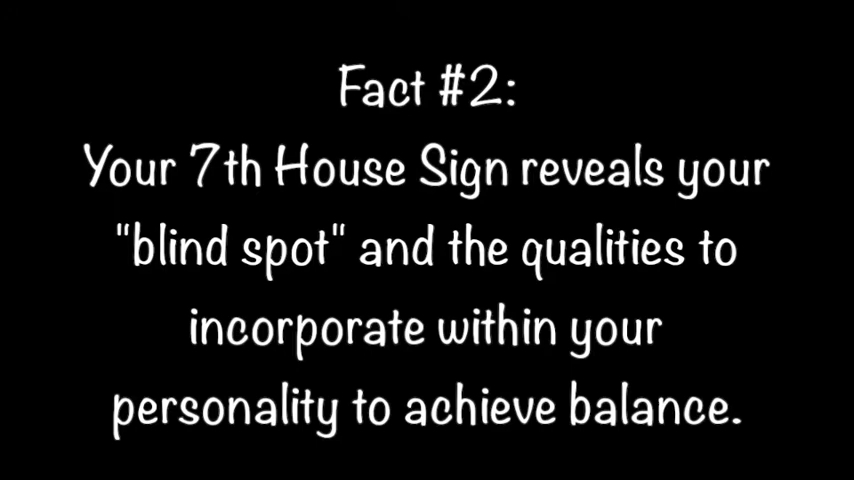 Fact #2:
Your 7th House Sign reveals your
"blind spot" and the qualities to
incorporate within your
personality to achieve balance.